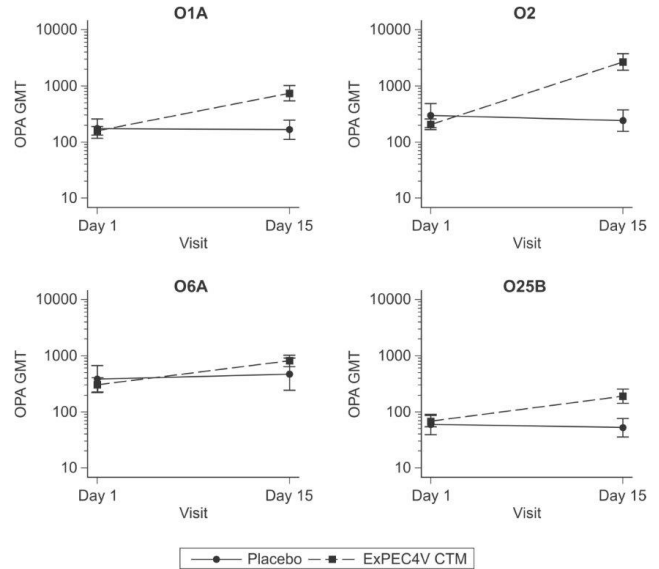 O1A
OPA GMT
10000
1000
100
10
Day 1
Day 15
Visit
O2
OPA GMT
10000
1000
100
10
Day 1
Day 15
Visit
O6A
OPA GMT
10000
1000
100
10
Day 1
Day 15
Visit
O25B
OPA GMT
10000
1000
100
10
Day 1
Day 15
Visit
Placebo
ExPEC4V CTM